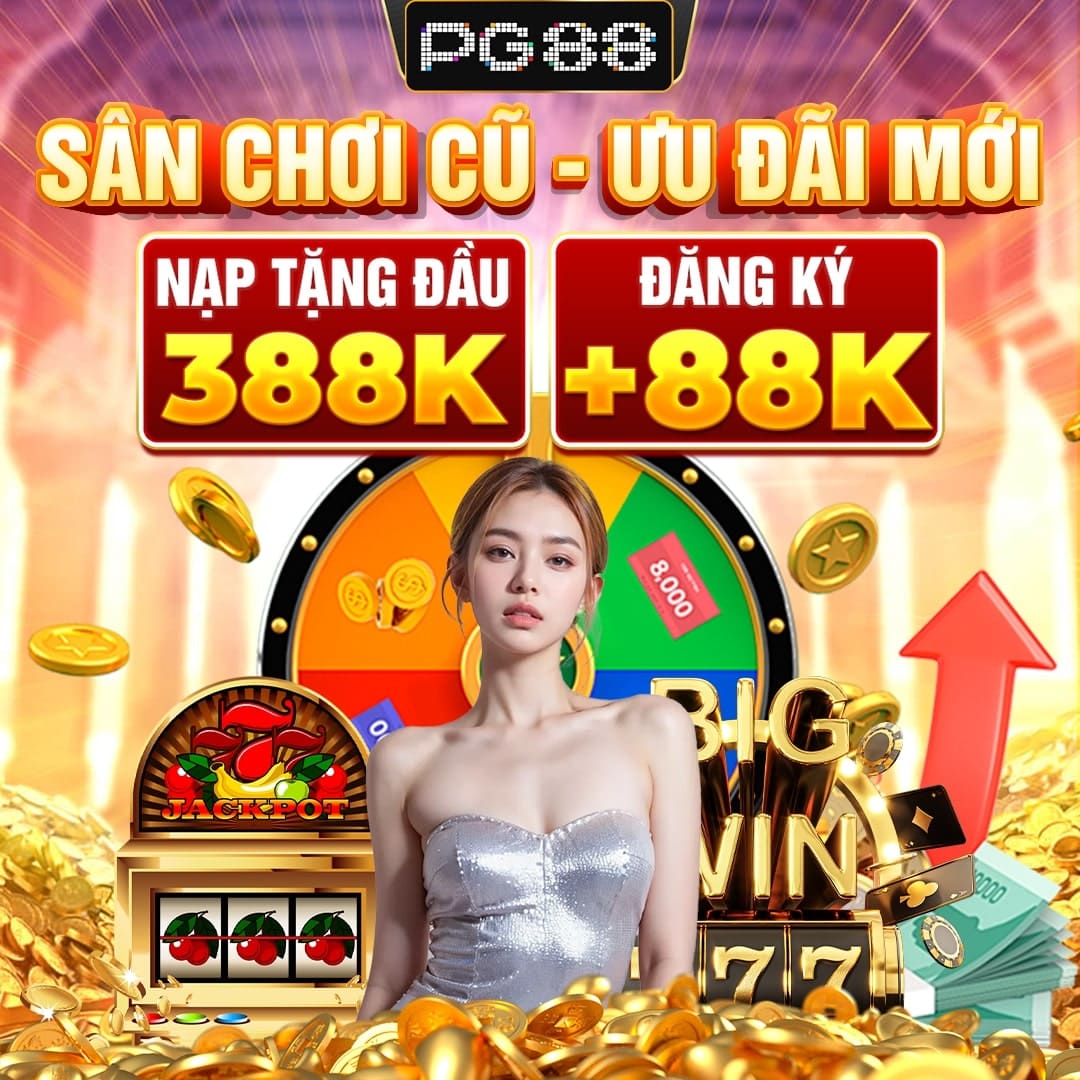 PG88
SÂN CHƠI CŨ - ƯU ĐÃI MỚI
NẠP TẶNG ĐẦU
388K
ĐĂNG KÝ
+88K
8,000
777
JACKPOT
BIG
WIN
77